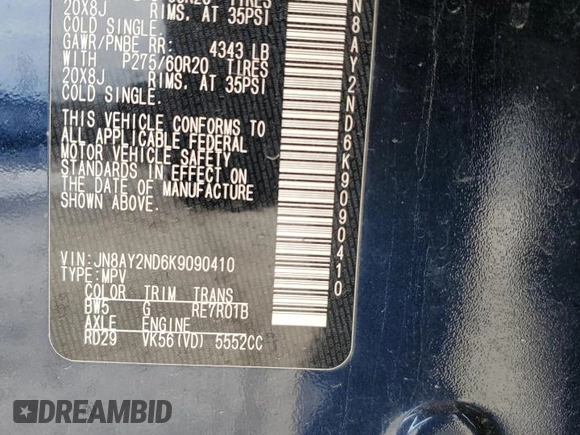 20X8J RIMS. AT 35PSI
COLD SINGLE.
GAWR/PNBE RR: 4343 LB
WITH P275/60R20 TIRES
20X8J RIMS. AT 35PSI
COLD SINGLE.
THIS VEHICLE CONFORMS TO
ALL APPLICABLE FEDERAL
MOTOR VEHICLE SAFETY
STANDARDS IN EFFECT ON
THE DATE OF MANUFACTURE
SHOWN ABOVE.
VIN:JN8AY2ND6K9090410
TYPE:MPV
COLOR TRIM TRANS
BW5 G RE7R01B
AXLE ENGINE
RD29 VK56(VD) 5552CC
N8AY2ND6K9090410
DREAMBID